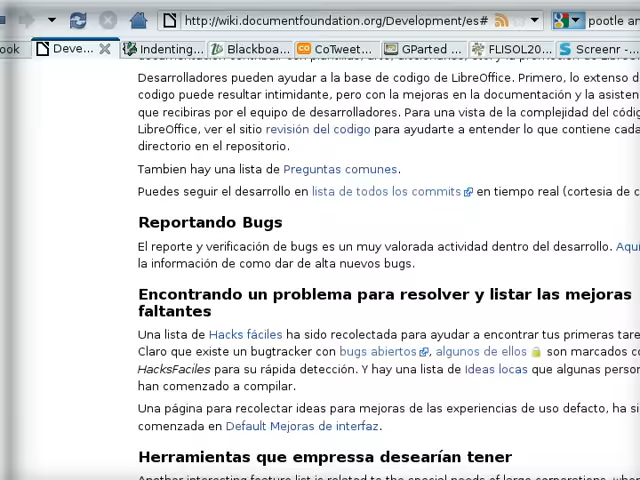 http://wiki.documentfoundation.org/Development/es# pootle an
ook Deve... Indenting... Blackboa... CoTweet... GParted ... FLISOL20... Screenr -...
Desarrolladores pueden ayudar a la base de codigo de LibreOffice. Primero, lo extenso d
codigo puede resultar intimidante, pero con la mejoras en la documentación y la asisten
que recibiras por el equipo de desarrolladores. Para una vista de la complejidad del códig
LibreOffice, ver el sitio revisión del codigo para ayudarte a entender lo que contiene cada
directorio en el repositorio.
Tambien hay una lista de Preguntas comunes.
Puedes seguir el desarrollo en lista de todos los commits en tiempo real (cortesia de c
Reportando Bugs
El reporte y verificación de bugs es un muy valorada actividad dentro del desarrollo. Aquí
la información de como dar de alta nuevos bugs.
Encontrando un problema para resolver y listar las mejoras
faltantes
Una lista de Hacks fáciles ha sido recolectada para ayudar a encontrar tus primeras tare
Claro que existe un bugtracker con bugs abiertos, algunos de ellos son marcados co
HacksFaciles para su rápida detección. Y hay una lista de Ideas locas que algunas person
han comenzado a compilar.
Una página para recolectar ideas para mejoras de las experiencias de uso defacto, ha si
comenzada en Default Mejoras de interfaz.
Herramientas que empressa desearían tener